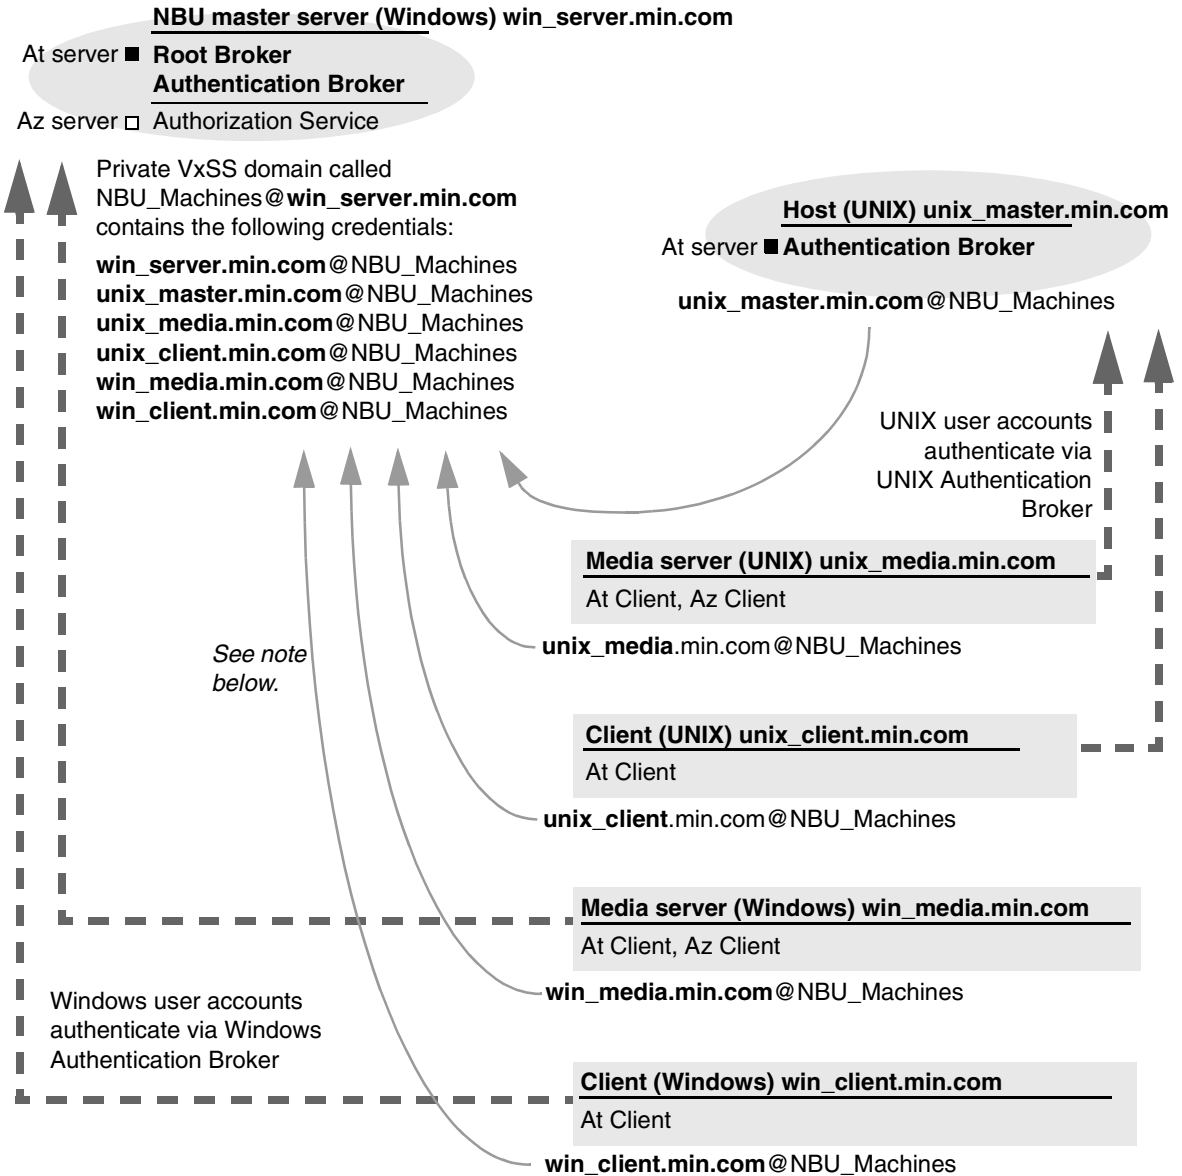 NBU master server (Windows) win_server.min.com
At server Root Broker
Authentication Broker
Az server Authorization Service
Private VxSS domain called
NBU_Machines@win_server.min.com
contains the following credentials:
win_server.min.com@NBU_Machines
unix_master.min.com@NBU_Machines
unix_media.min.com@NBU_Machines
unix_client.min.com@NBU_Machines
win_media.min.com@NBU_Machines
win_client.min.com@NBU_Machines
Host (UNIX) unix_master.min.com
At server Authentication Broker
unix_master.min.com@NBU_Machines
UNIX user accounts
authenticate via
UNIX Authentication
Broker
Media server (UNIX) unix_media.min.com
At Client, Az Client
unix_media.min.com@NBU_Machines
See note
below.
Client (UNIX) unix_client.min.com
At Client
unix_client.min.com@NBU_Machines
Media server (Windows) win_media.min.com
At Client, Az Client
win_media.min.com@NBU_Machines
Windows user accounts
authenticate via Windows
Authentication Broker
Client (Windows) win_client.min.com
At Client
win_client.min.com@NBU_Machines